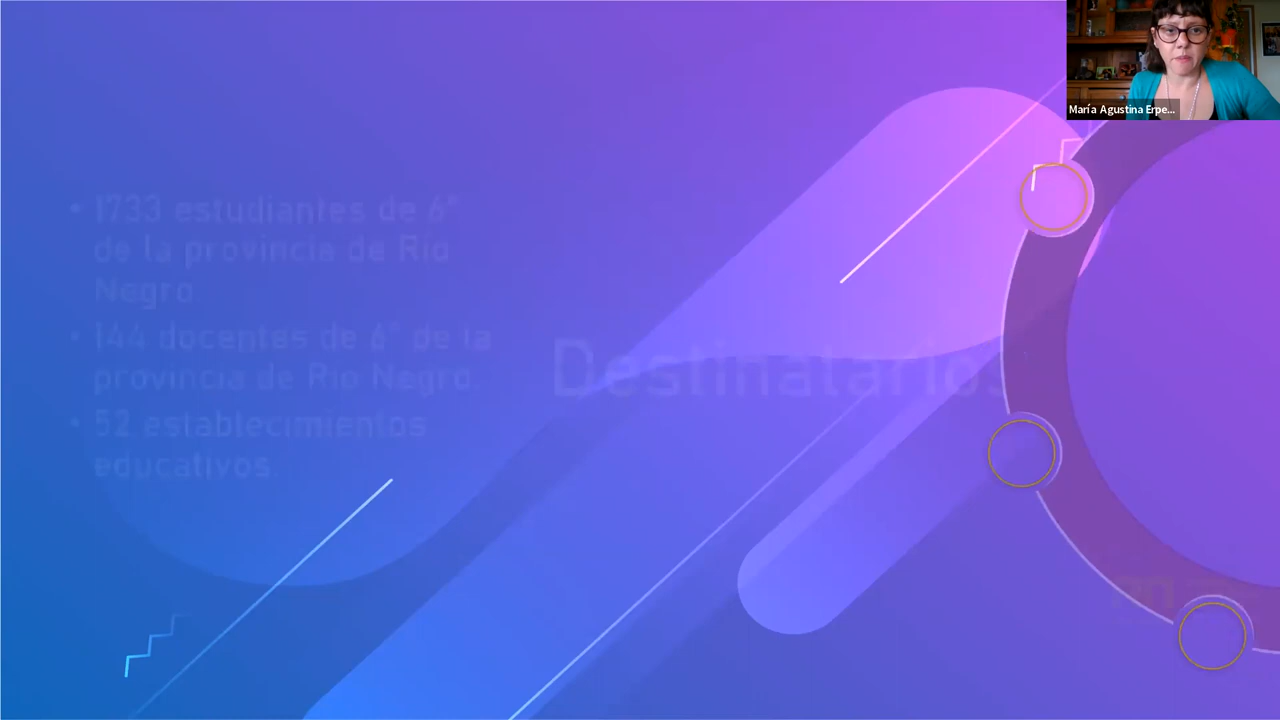 María Agustina Erpe...
• 1733 estudiantes de 6°
de la provincia de Río
Negro.
• 144 docentes de 6° de la
provincia de Río Negro.
• 52 establecimientos
educativos.
Destinatarios